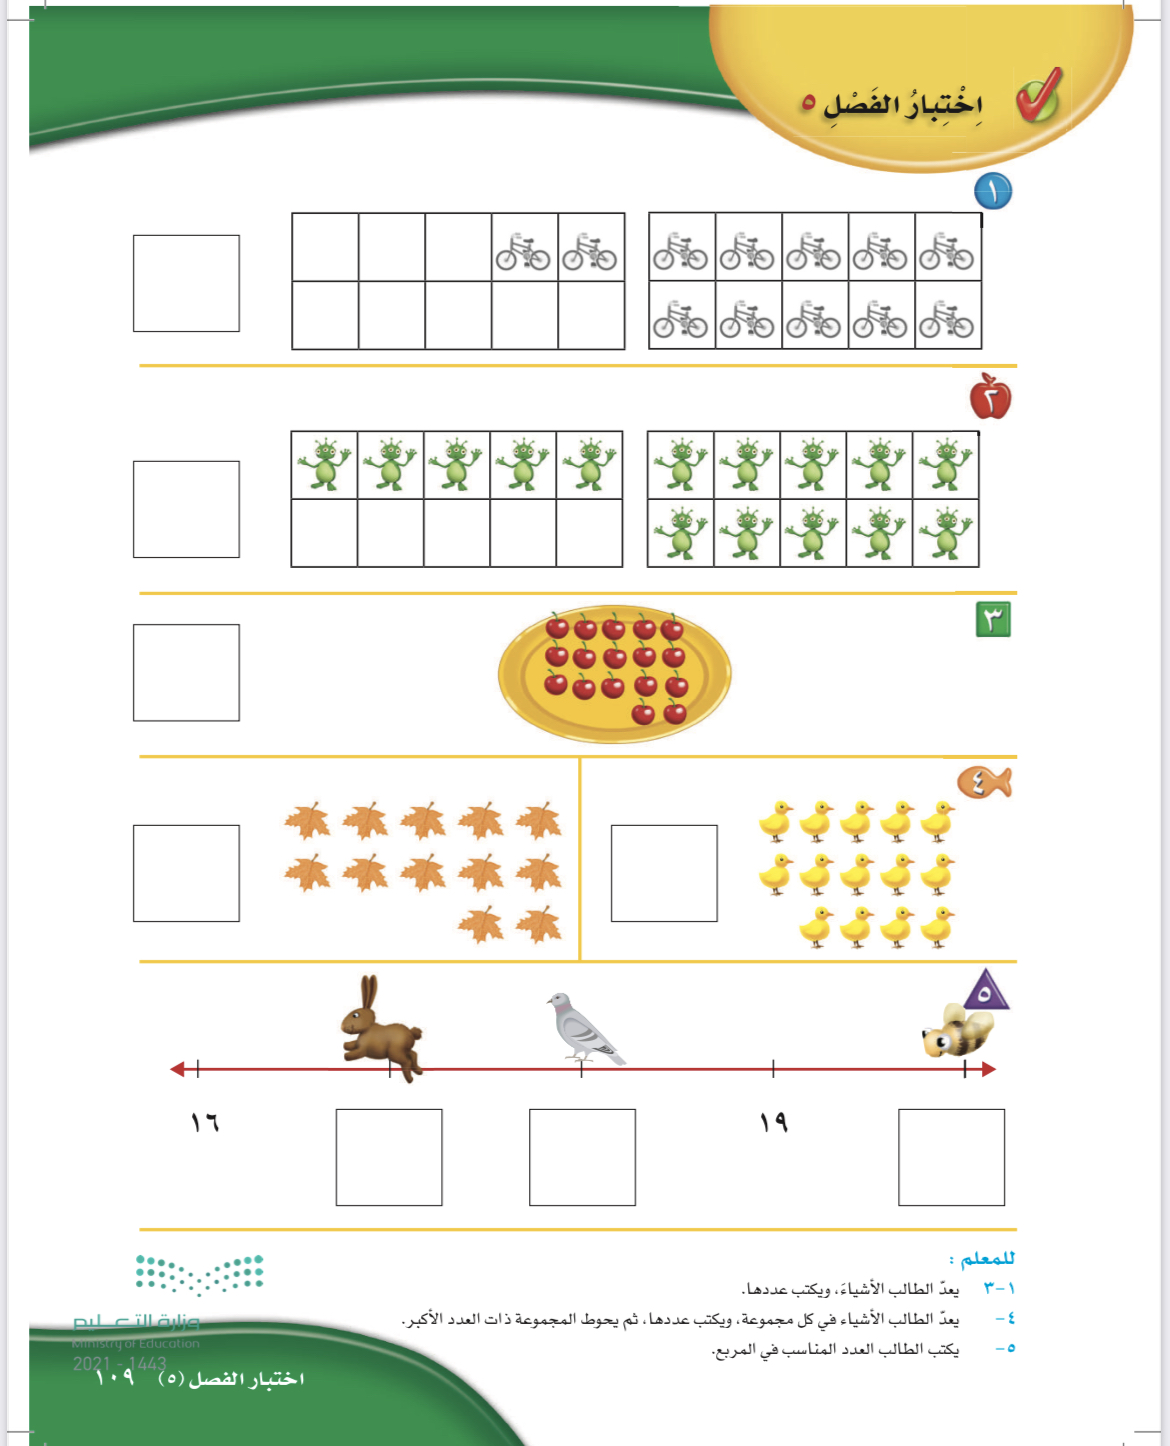 اِخْتِبارُ الفَصْلِ ٥
١
٢
٣
٤
٥
١٦
١٩
للمعلم :
١-٣ يعدّ الطالب الأشياءَ، ويكتب عددها.
٤- يعدّ الطالب الأشياء في كل مجموعة، ويكتب عددها، ثم يحوط المجموعة ذات العدد الأكبر.
٥- يكتب الطالب العدد المناسب في المربع.
وزارة التعليم
Ministry of Education
2021 - 1443
اختبار الفصل (٥) ١٠٩